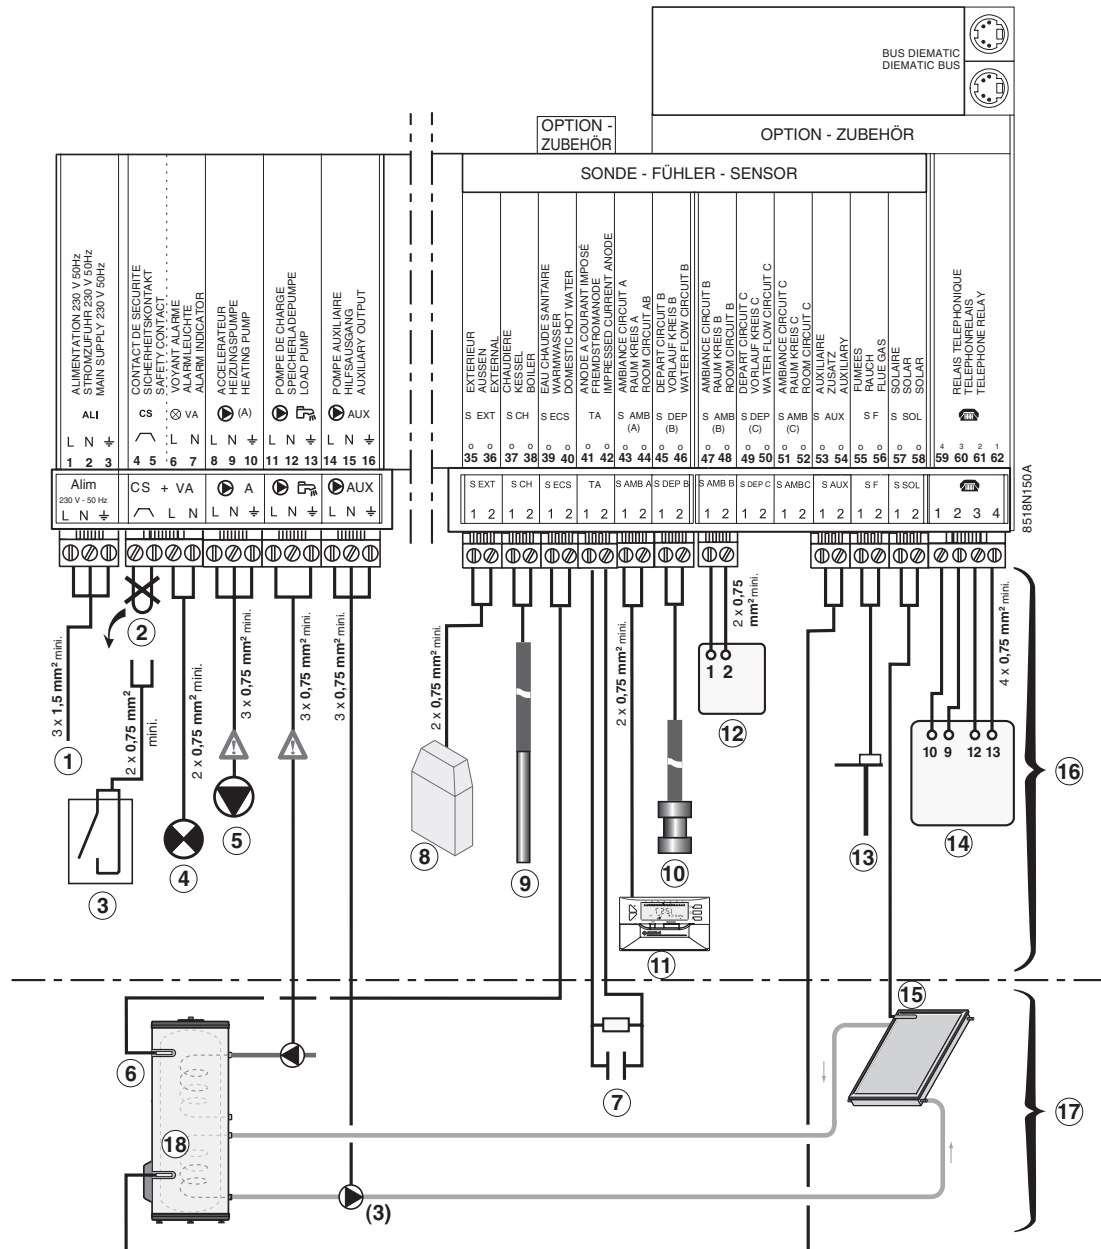 BUS DIEMATIC
DIEMATIC BUS
OPTION -
ZUBEHÖR
OPTION - ZUBEHÖR
SONDE - FÜHLER - SENSOR
ALIMENTATION 230 V 50Hz
STROMZUFUHR 230 V 50Hz
MAIN SUPPLY 230 V 50Hz
CONTACT DE SECURITE
SICHERHEITSKONTAKT
SAFETY CONTACT
VOYANT ALARME
ALARMLEUCHTE
ALARM INDICATOR
ACCELERATEUR
HEIZUNGSPUMPE
HEATING PUMP
POMPE DE CHARGE
SPEICHERLADEPUMPE
LOAD PUMP
POMPE AUXILIAIRE
HILFSAUSGANG
AUXILIARY OUTPUT
EXTERIEUR
AUSSEN
EXTERNAL
CHAUDIERE
KESSEL
BOILER
EAU CHAUDE SANITAIRE
WARMWASSER
DOMESTIC HOT WATER
ANODE A COURANT IMPOSÉ
FREMDSTROMANODE
IMPRESSED CURRENT ANODE
AMBIANCE CIRCUIT A
RAUM KREIS A
ROOM CIRCUIT AB
DEPART CIRCUIT B
VORLAUF KREIS B
WATER FLOW CIRCUIT B
AMBIANCE CIRCUIT B
RAUM KREIS B
ROOM CIRCUIT B
DEPART CIRCUIT C
VORLAUF KREIS C
WATER FLOW CIRCUIT C
AMBIANCE CIRCUIT C
RAUM KREIS C
ROOM CIRCUIT C
AUXILIAIRE
ZUSATZ
AUXILIARY
FUMEES
RAUCH
FLUE GAS
SOLAIRE
SOLAR
SOLAR
RELAIS TELEPHONIQUE
TELEPHONRELAIS
TELEPHONE RELAY
ALI CS VA (A) AUX
S EXT S CH S ECS TA S AMB (A) S DEP (B) S AMB (B) S DEP (C) S AMB (C) S AUX S F S SOL
L N L N L N L N L N
4 3 2 1
1 2 3 4 5 6 7 8 9 10 11 12 13 14 15 16
35 36 37 38 39 40 41 42 43 44 45 46 47 48 49 50 51 52 53 54 55 56 57 58 59 60 61 62
Alim
230 V - 50 Hz
CS + VA A AUX
L N L N L N L N L N
S EXT S CH S ECS TA S AMB A S DEP B S AMB B S DEP C S AMBC S AUX S F S SOL
1 2 1 2 1 2 1 2 1 2 1 2 1 2 1 2 1 2 1 2 1 2 1 2 1 2 3 4
8518N150A
3 x 1,5 mm² mini.
2 x 0,75 mm²
mini.
2 x 0,75 mm² mini.
3 x 0,75 mm² mini.
3 x 0,75 mm² mini.
3 x 0,75 mm² mini.
2 x 0,75 mm² mini.
2 x 0,75 mm² mini.
2 x 0,75
mm² mini.
4 x 0,75 mm² mini.
1 2
10 9 12 13
1
2
3
4
5
8
9
10
11
12
13
14
16
15
6
7
17
18
(3)